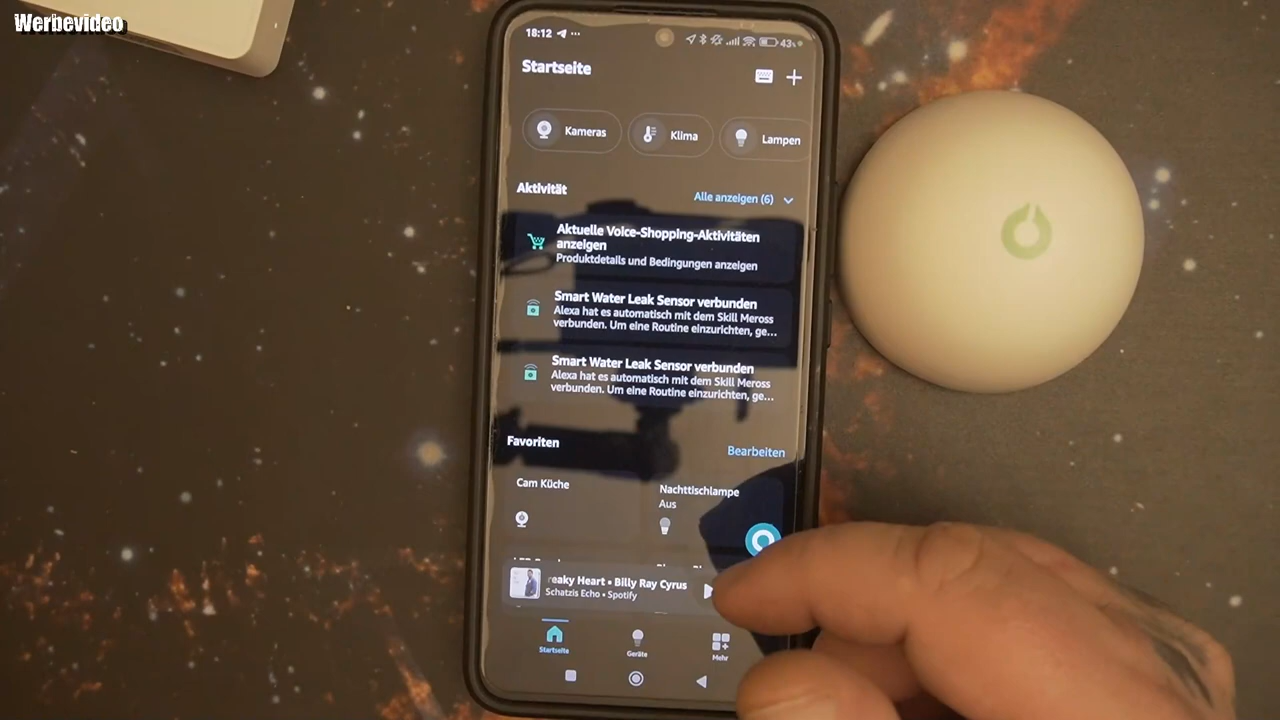 Werbevideo
18:12
43%
Startseite
Kameras
Klima
Lampen
Aktivität
Alle anzeigen (6)
Aktuelle Voice-Shopping-Aktivitäten
anzeigen
Produktdetails und Bedingungen anzeigen
Smart Water Leak Sensor verbunden
Alexa hat es automatisch mit dem Skill Meross
verbunden. Um eine Routine einzurichten, ge...
Smart Water Leak Sensor verbunden
Alexa hat es automatisch mit dem Skill Meross
verbunden. Um eine Routine einzurichten, ge...
Favoriten
Bearbeiten
Cam Küche
Nachttischlampe
Aus
eaky Heart • Billy Ray Cyrus
Schatzis Echo • Spotify
Startseite
Geräte
Mehr